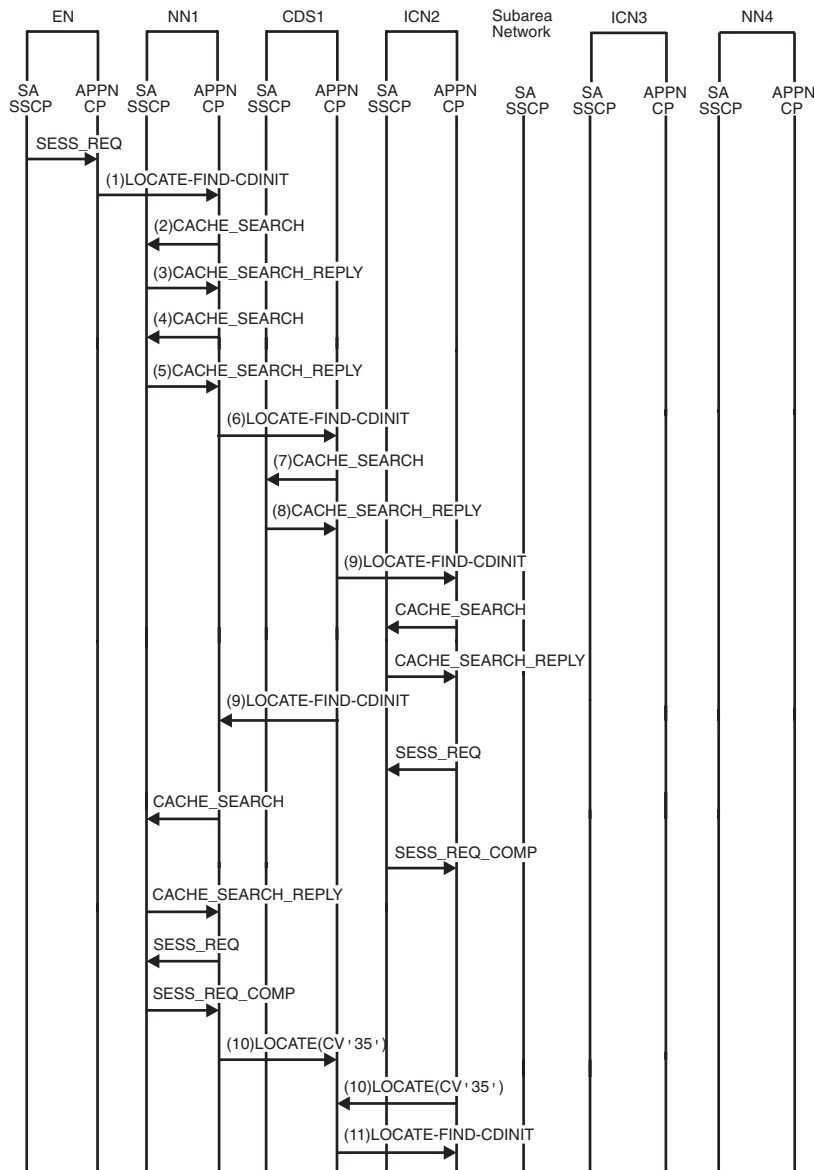 EN NN1 CDS1 ICN2 Subarea Network ICN3 NN4
SA SSCP APPN CP SA SSCP APPN CP SA SSCP APPN CP SA SSCP APPN CP SA SSCP SA SSCP APPN CP SA SSCP APPN CP
SESS_REQ
(1)LOCATE-FIND-CDINIT
(2)CACHE_SEARCH
(3)CACHE_SEARCH_REPLY
(4)CACHE_SEARCH
(5)CACHE_SEARCH_REPLY
(6)LOCATE-FIND-CDINIT
(7)CACHE_SEARCH
(8)CACHE_SEARCH_REPLY
(9)LOCATE-FIND-CDINIT
CACHE_SEARCH
CACHE_SEARCH_REPLY
(9)LOCATE-FIND-CDINIT
SESS_REQ
CACHE_SEARCH
SESS_REQ_COMP
CACHE_SEARCH_REPLY
SESS_REQ
SESS_REQ_COMP
(10)LOCATE(CV'35')
(10)LOCATE(CV'35')
(11)LOCATE-FIND-CDINIT